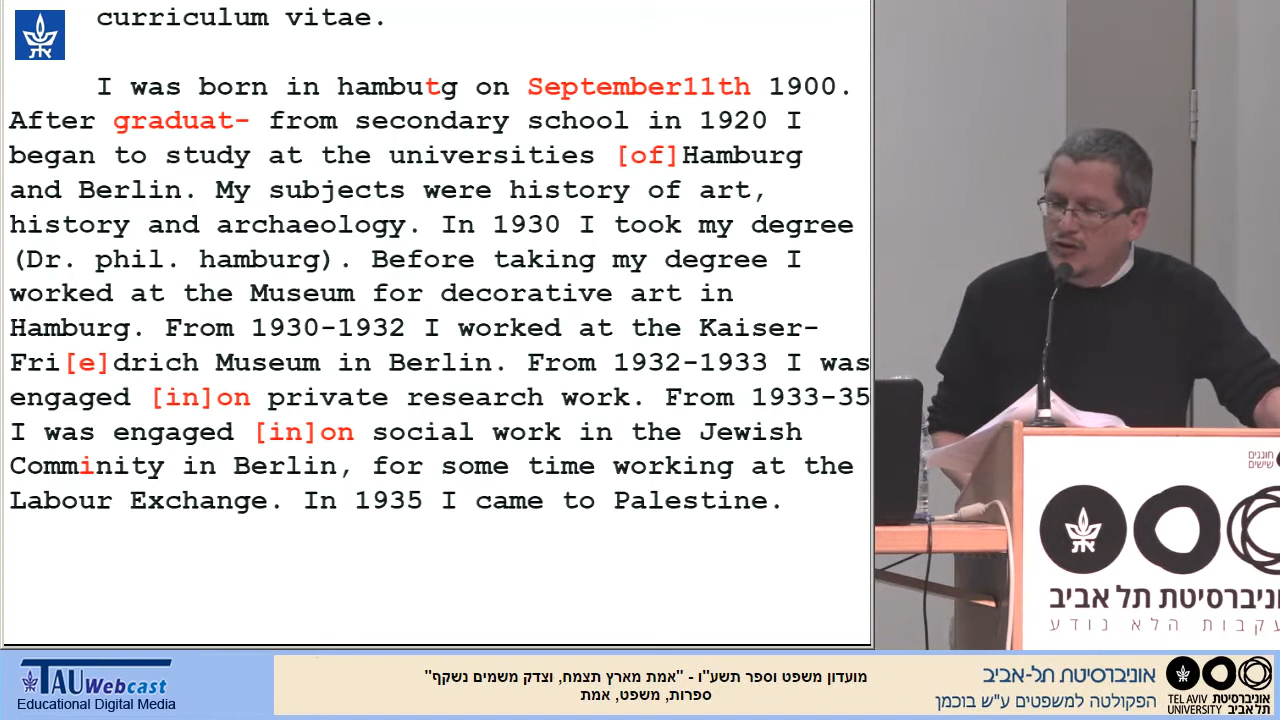 curriculum vitae.
I was born in hambutg on September11th 1900.
After graduat- from secondary school in 1920 I
began to study at the universities [of]Hamburg
and Berlin. My subjects were history of art,
history and archaeology. In 1930 I took my degree
(Dr. phil. hamburg). Before taking my degree I
worked at the Museum for decorative art in
Hamburg. From 1930-1932 I worked at the Kaiser-
Fri[e]drich Museum in Berlin. From 1932-1933 I was
engaged [in]on private research work. From 1933-35
I was engaged [in]on social work in the Jewish
Comminity in Berlin, for some time working at the
Labour Exchange. In 1935 I came to Palestine.
חוגגים
שישים
אוניברסיטת תל אביב
עקבות הלא נודע
TAU Webcast
Educational Digital Media
מועדון משפט וספר תשע"ו - "אמת מארץ תצמח, וצדק משמים נשקף"
ספרות, משפט, אמת
אוניברסיטת תל-אביב
הפקולטה למשפטים ע"ש בוכמן
TEL AVIV UNIVERSITY
אוניברסיטת תל אביב